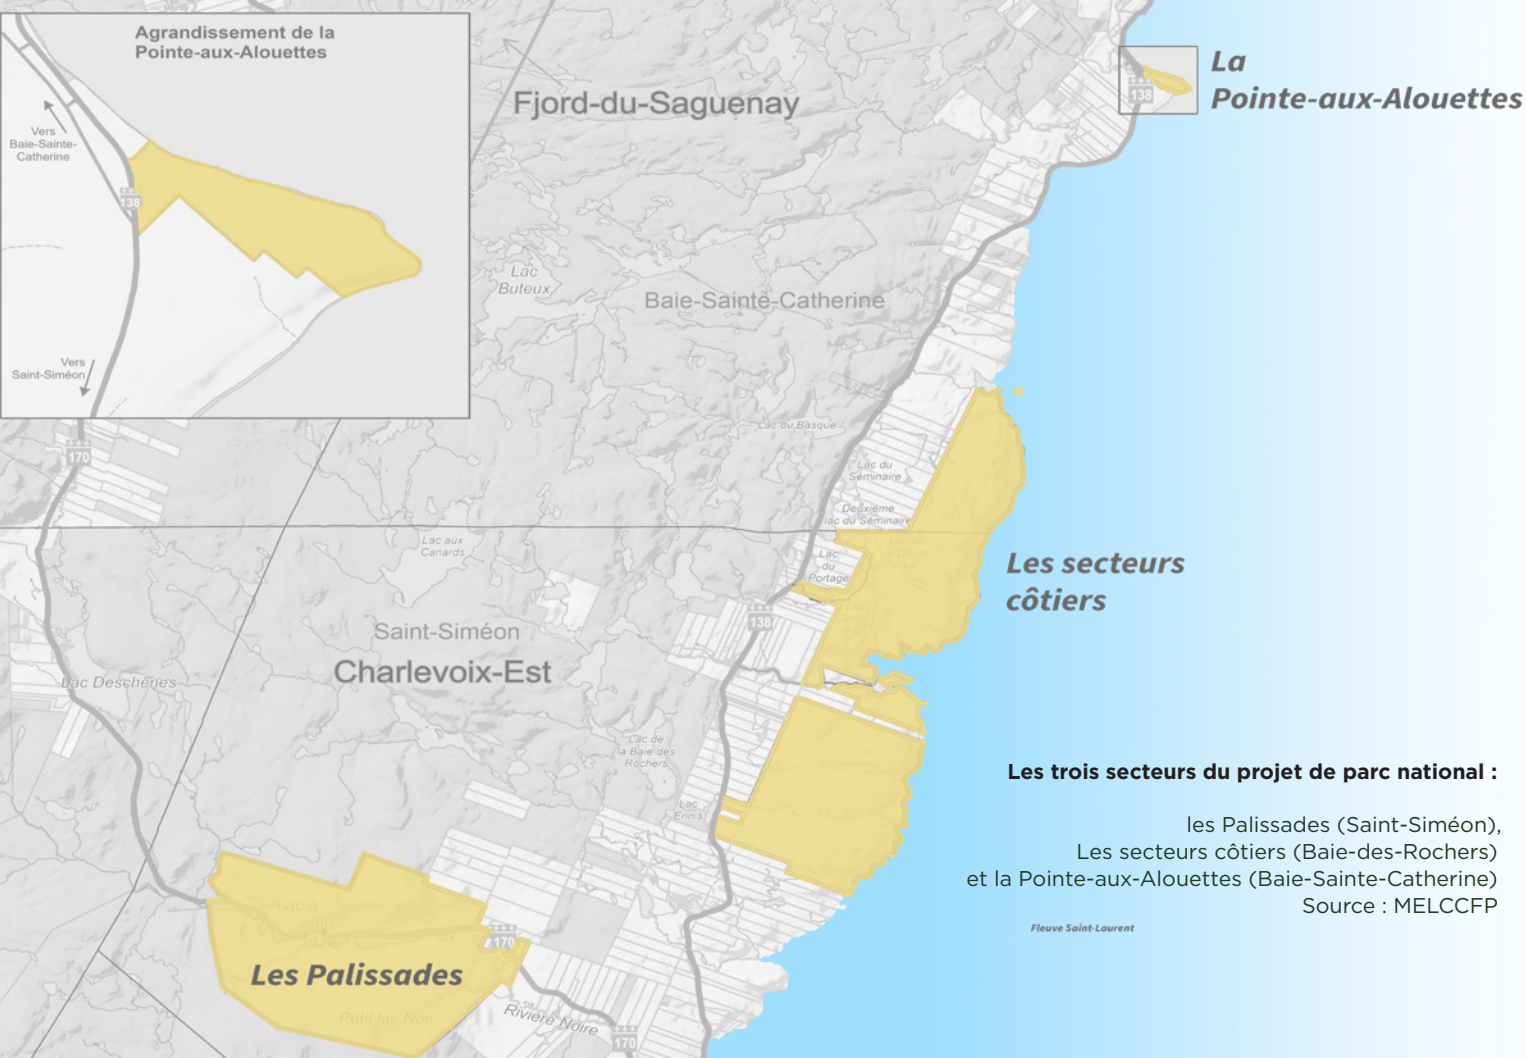 Agrandissement de la
Pointe-aux-Alouettes
Vers
Baie-Sainte-
Catherine
138
Vers
Saint-Siméon
170
Fjord-du-Saguenay
La
Pointe-aux-Alouettes
138
Lac
Buteux
Baie-Sainte-Catherine
Lac du Basque
Lac du
Séminaire
Deuxième
lac du Séminaire
Lac aux
Canards
Lac
du
Portage
Les secteurs
côtiers
138
Saint-Siméon
Charlevoix-Est
Lac Deschênes
Lac de
la Baie des
Rochers
Lac
Ennis
Les trois secteurs du projet de parc national :
les Palissades (Saint-Siméon),
Les secteurs côtiers (Baie-des-Rochers)
et la Pointe-aux-Alouettes (Baie-Sainte-Catherine)
Source : MELCCFP
Fleuve Saint-Laurent
Lac à
Jean
170
Les Palissades
Petit lac Noir
Rivière Noire
170